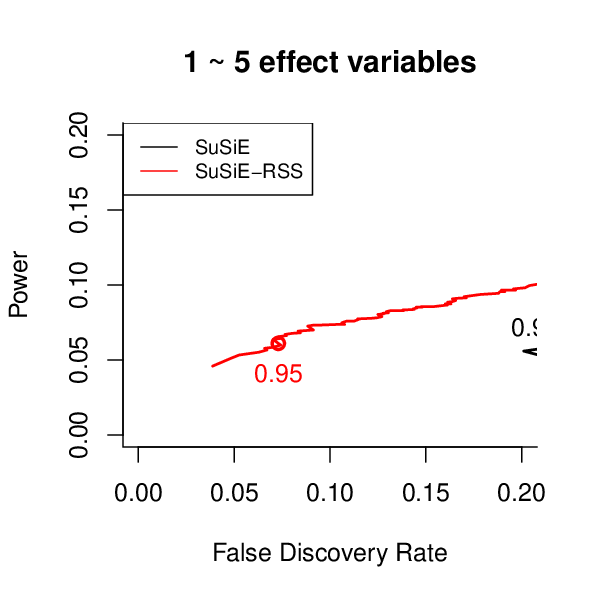 1 ~ 5 effect variables
SuSiE
SuSiE−RSS
Power
0.20
0.15
0.10
0.05
0.00
0.95
0.00 0.05 0.10 0.15 0.20
False Discovery Rate